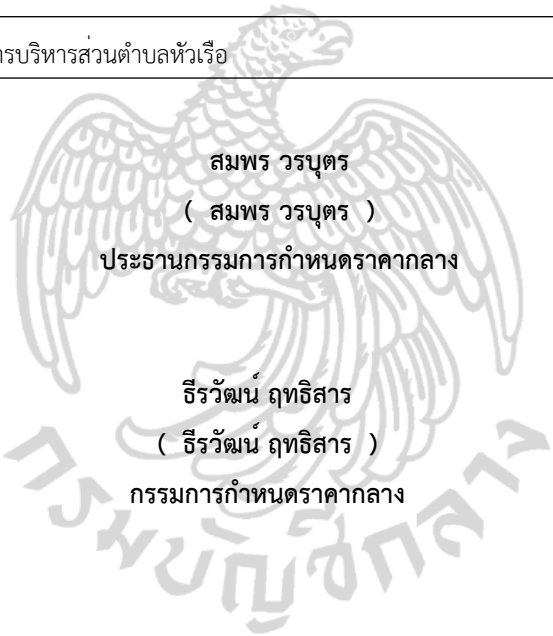 ารบริหารส่วนตำบลหัวเรือ
สมพร วรบุตร
( สมพร วรบุตร )
ประธานกรรมการกำหนดราคากลาง
ธีรวัฒน์ ฤทธิสาร
( ธีรวัฒน์ ฤทธิสาร )
กรรมการกำหนดราคากลาง
กรมบัญชีกลาง